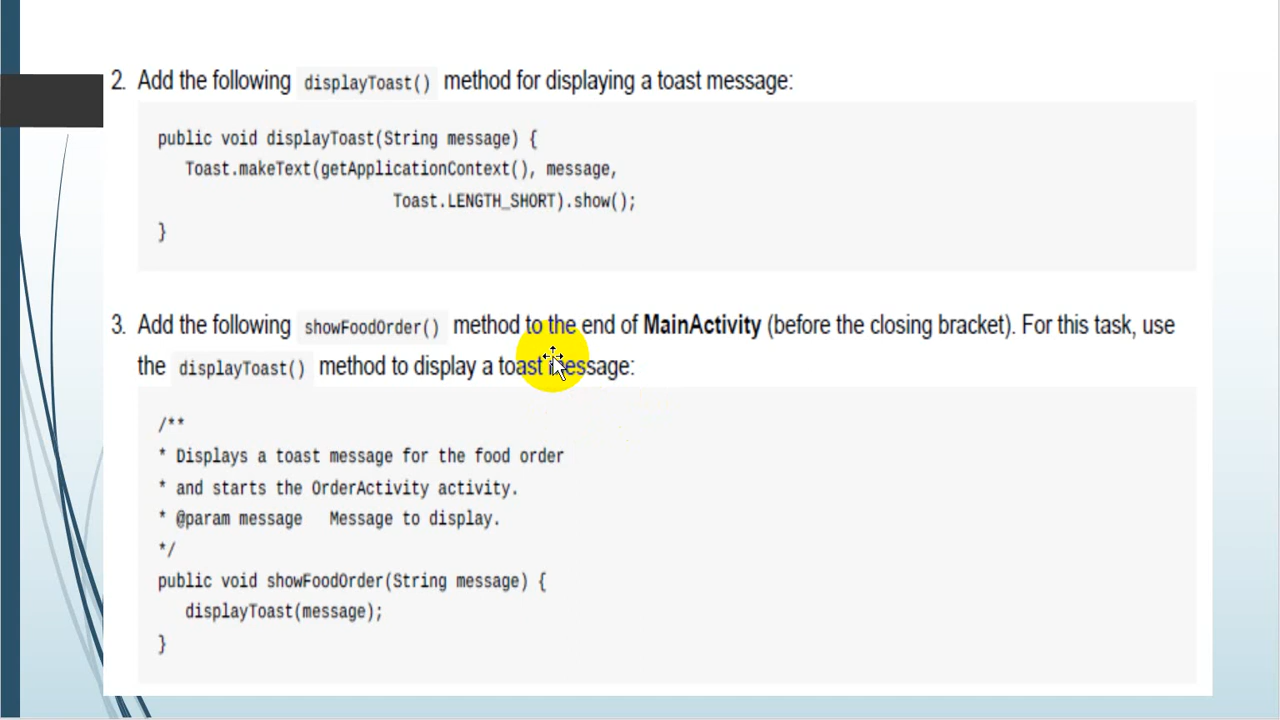 2. Add the following displayToast() method for displaying a toast message:
public void displayToast(String message) {
Toast.makeText(getApplicationContext(), message,
Toast.LENGTH_SHORT).show();
}
3. Add the following showFoodOrder() method to the end of MainActivity (before the closing bracket). For this task, use
the displayToast() method to display a toast message:
/**
* Displays a toast message for the food order
* and starts the OrderActivity activity.
* @param message   Message to display.
*/
public void showFoodOrder(String message) {
displayToast(message);
}